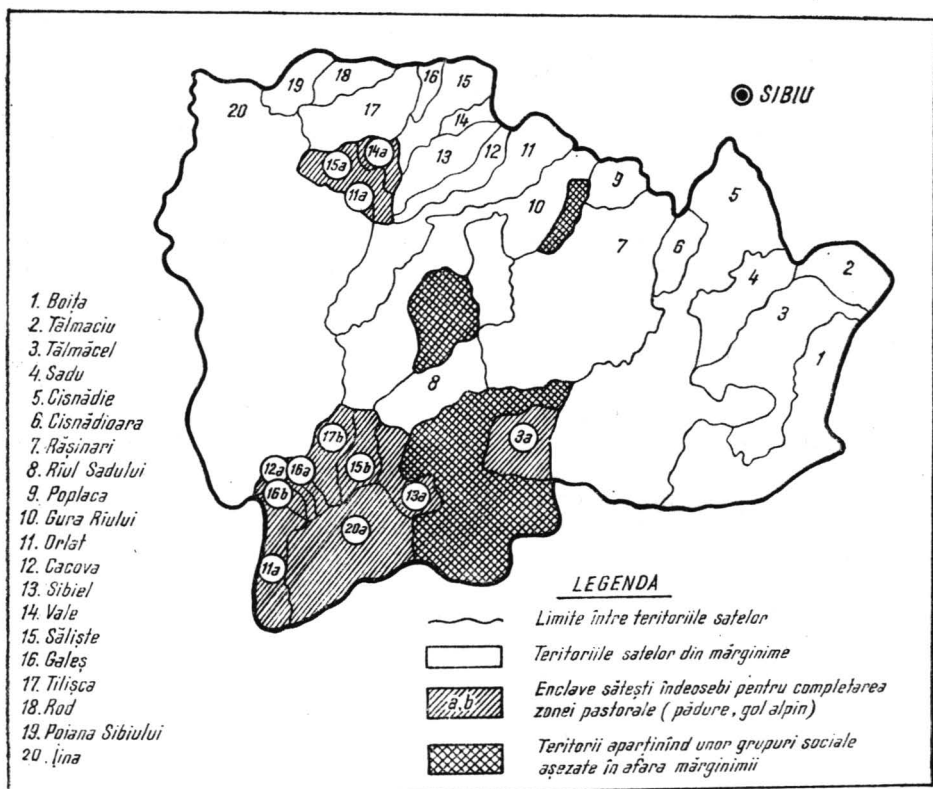 SIBIU
20
19
18
17
16
15
14
13
12
11
10
9
7
6
5
4
3
2
1
8
15a
14a
11a
17b
15b
12a
16a
16b
13a
20a
11a
3a
1. Boița
2. Tălmaciu
3. Tălmăcel
4. Sadu
5. Cisnădie
6. Cisnădioara
7. Rășinari
8. Rîul Sadului
9. Poplaca
10. Gura Rîului
11. Orlat
12. Cacova
13. Sibiel
14. Vale
15. Săliște
16. Galeș
17. Tilișca
18. Rod
19. Poiana Sibiului
20. Jina
LEGENDA
Limite între teritoriile satelor
Teritoriile satelor din mărginime
a,b
Enclave sătești îndeosebi pentru completarea
zonei pastorale (pădure, gol alpin)
Teritorii aparținînd unor grupuri sociale
așezate în afara mărginimii